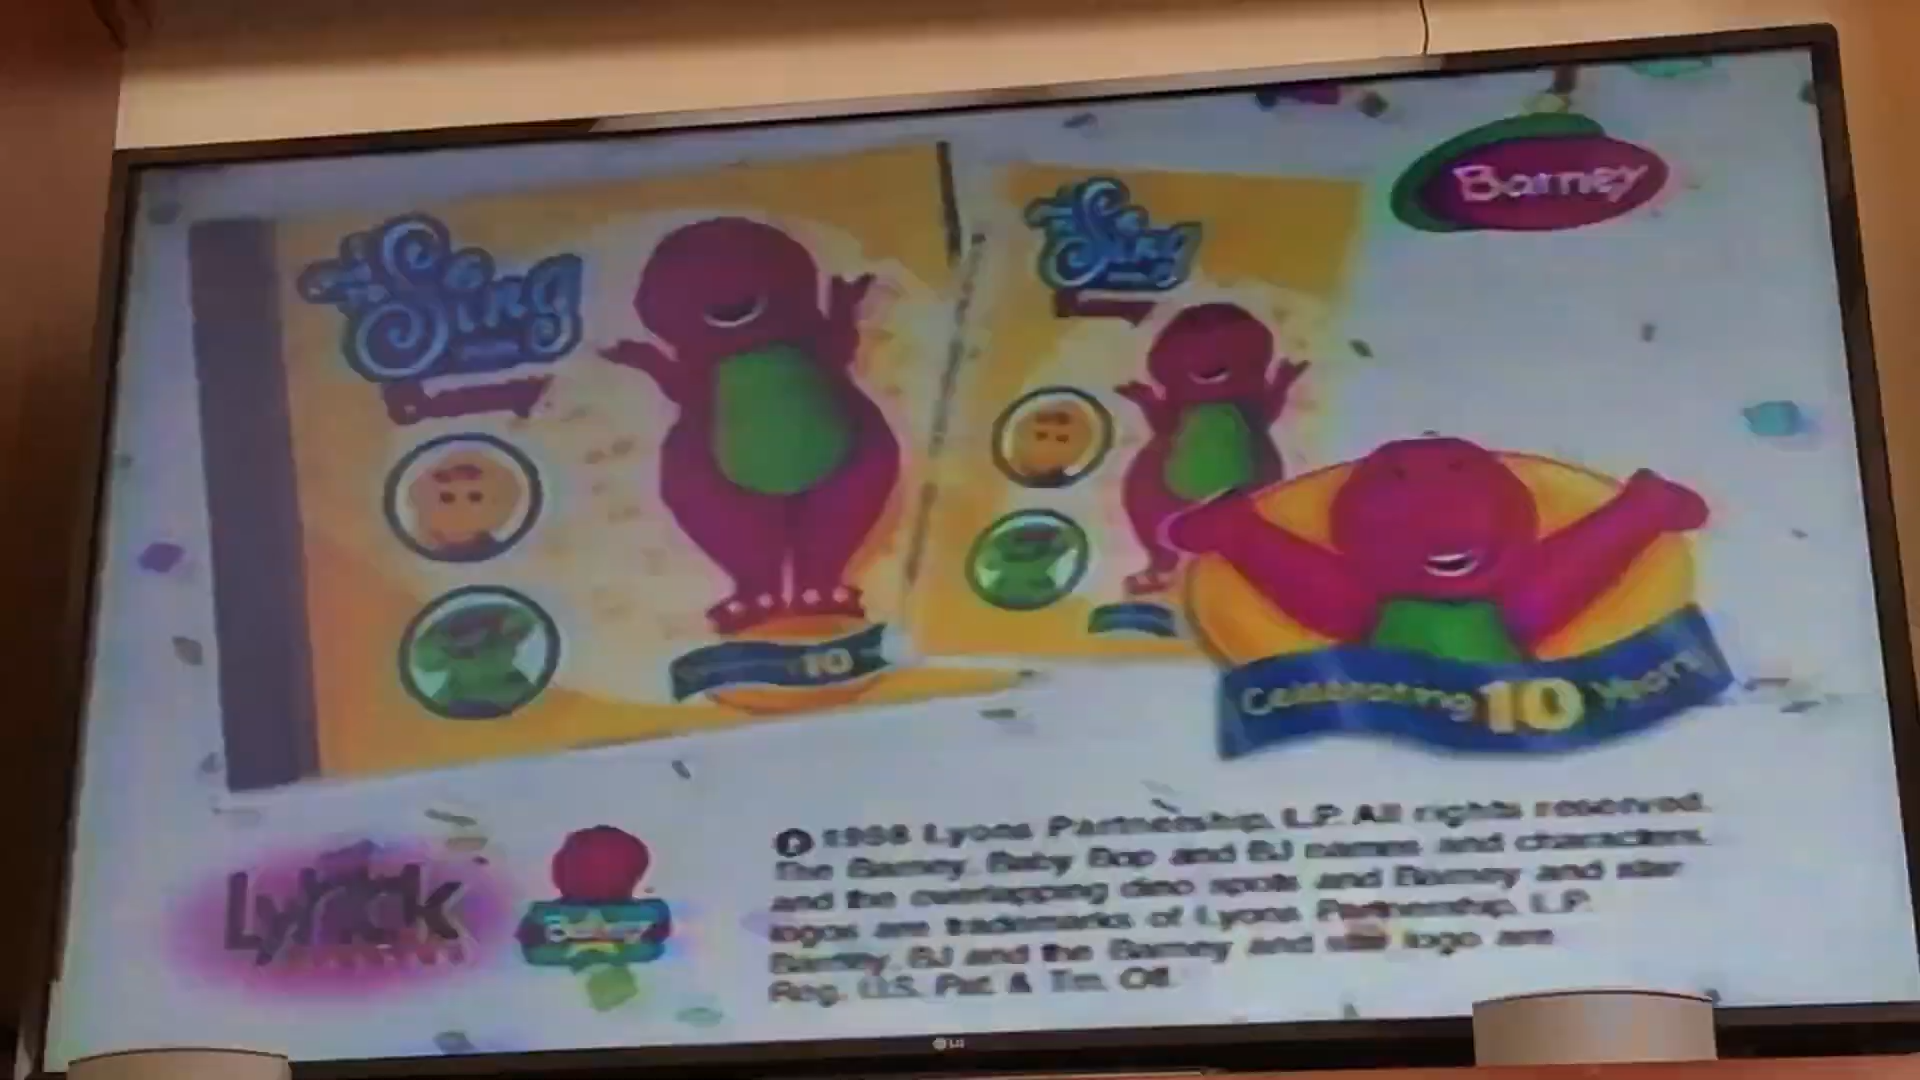 Sing
Sing
Barney
10
Celebrating 10 Years
Lyrick
Barney
1998 Lyons Partnership, L.P. All rights reserved.
The Barney, Baby Bop and BJ names and characters
and the overlapping dino spots and Barney and star
logos are trademarks of Lyons Partnership, L.P.
Barney, BJ and the Barney and star logo are
Reg. U.S. Pat. & Tm. Off.
LG